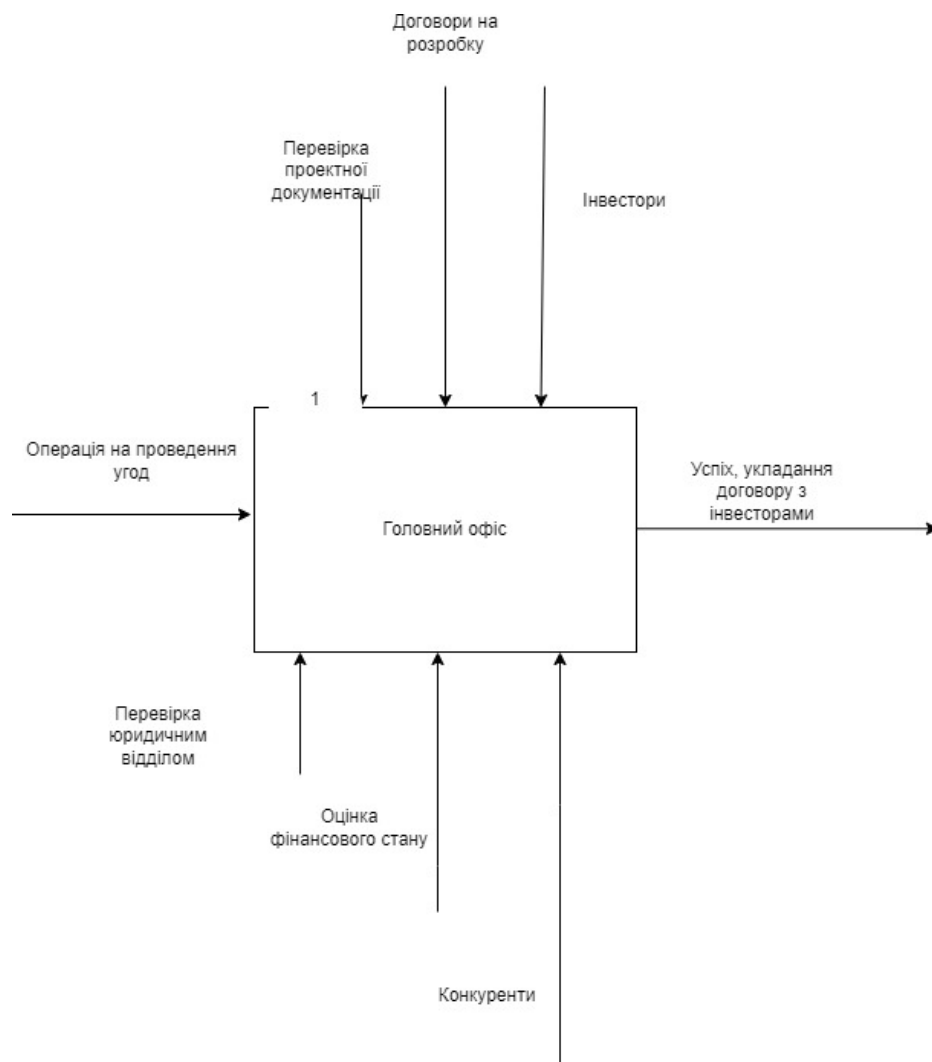 Договори на
розробку
Перевірка
проектної
документації
Інвестори
1
Операція на проведення
угод
Успіх, укладання
договору з
інвесторами
Головний офіс
Перевірка
юридичним
відділом
Оцінка
фінансового стану
Конкуренти